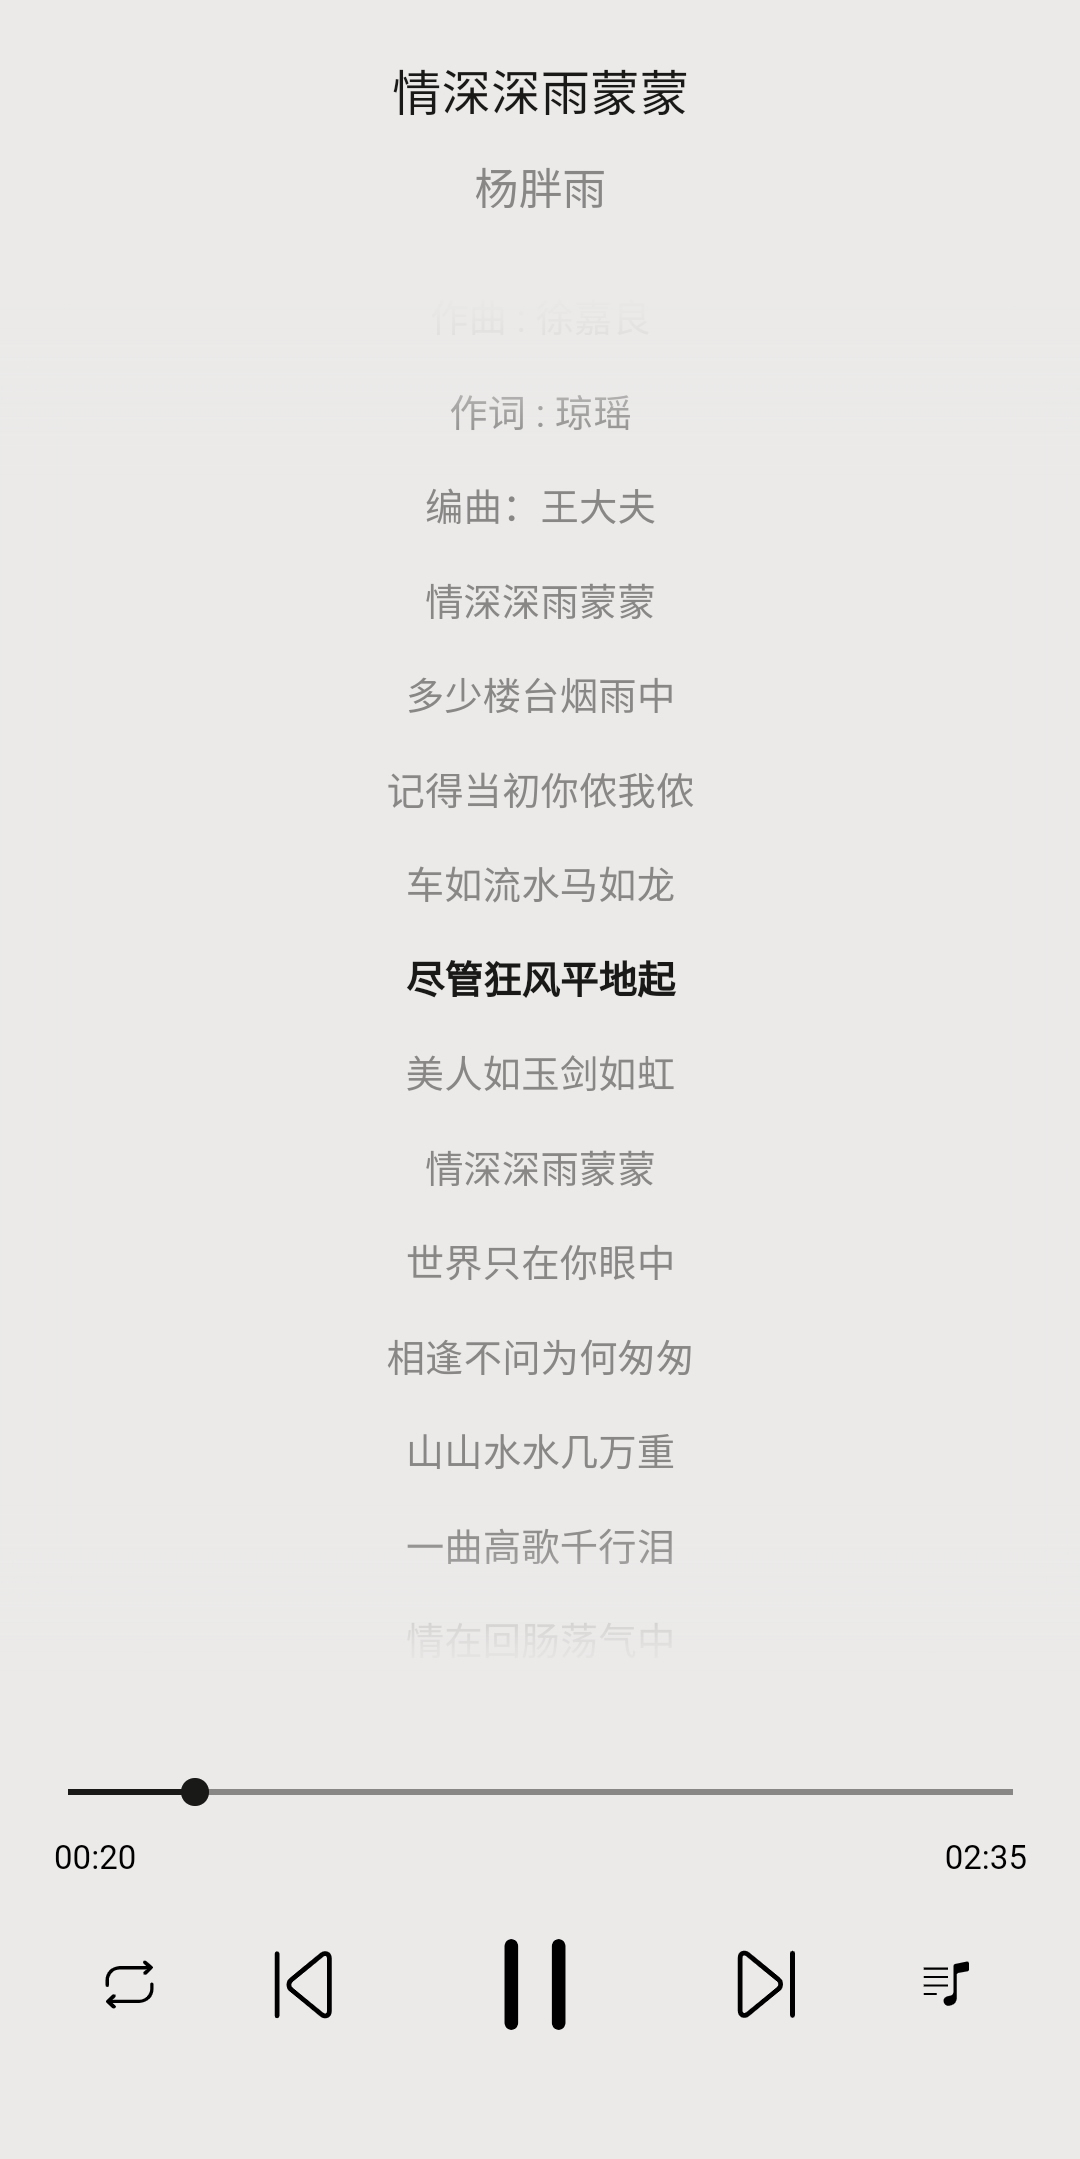 情深深雨蒙蒙
杨胖雨
作曲 : 徐嘉良
作词 : 琼瑶
编曲：王大夫
情深深雨蒙蒙
多少楼台烟雨中
记得当初你侬我侬
车如流水马如龙
尽管狂风平地起
美人如玉剑如虹
情深深雨蒙蒙
世界只在你眼中
相逢不问为何匆匆
山山水水几万重
一曲高歌千行泪
情在回肠荡气中
00:20
02:35